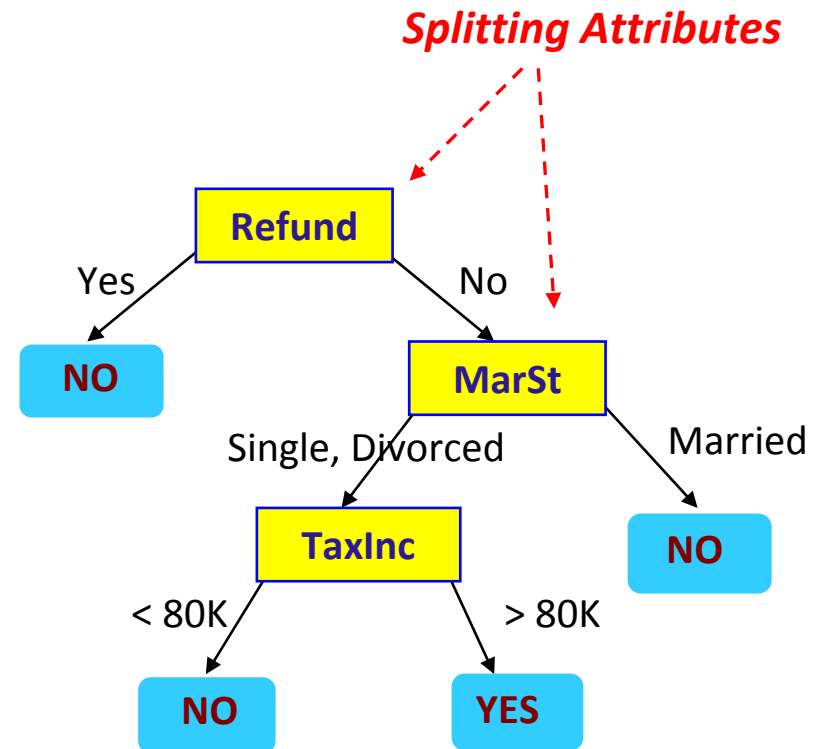 Splitting Attributes
Refund
Yes
No
NO
MarSt
Single, Divorced
Married
TaxInc
NO
< 80K
> 80K
NO
YES